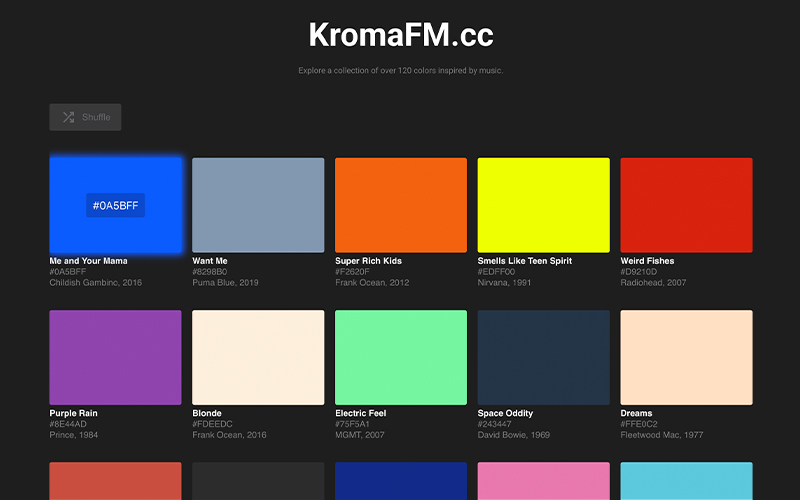 KromaFM.cc
Explore a collection of over 120 colors inspired by music.
Shuffle
#0A5BFF
Me and Your Mama
#0A5BFF
Childish Gambino, 2016
Want Me
#8298B0
Puma Blue, 2019
Super Rich Kids
#F2620F
Frank Ocean, 2012
Smells Like Teen Spirit
#EDFF00
Nirvana, 1991
Weird Fishes
#D9210D
Radiohead, 2007
Purple Rain
#8E44AD
Prince, 1984
Blonde
#FDEEDC
Frank Ocean, 2016
Electric Feel
#75F5A1
MGMT, 2007
Space Oddity
#243447
David Bowie, 1969
Dreams
#FFE0C2
Fleetwood Mac, 1977